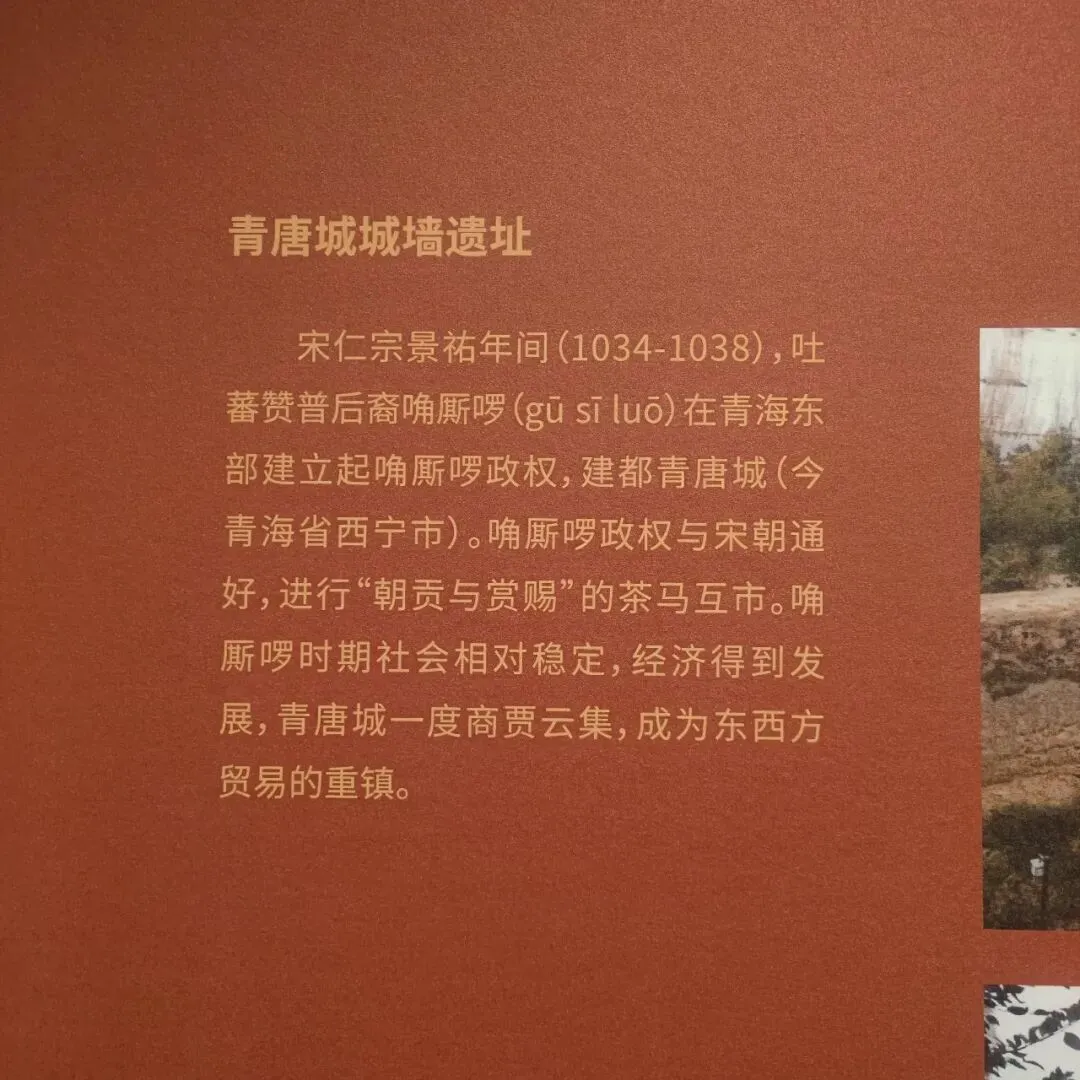 青唐城城墙遗址
宋仁宗景祐年间(1034-1038),吐
蕃赞普后裔唃厮啰(gū sī luō)在青海东
部建立起唃厮啰政权,建都青唐城(今
青海省西宁市)。唃厮啰政权与宋朝通
好,进行“朝贡与赏赐”的茶马互市。唃
厮啰时期社会相对稳定,经济得到发
展,青唐城一度商贾云集,成为东西方
贸易的重镇。